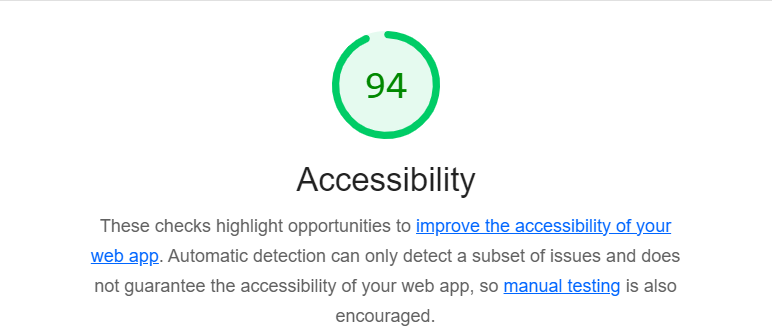 94
Accessibility
These checks highlight opportunities to improve the accessibility of your
web app. Automatic detection can only detect a subset of issues and does
not guarantee the accessibility of your web app, so manual testing is also
encouraged.